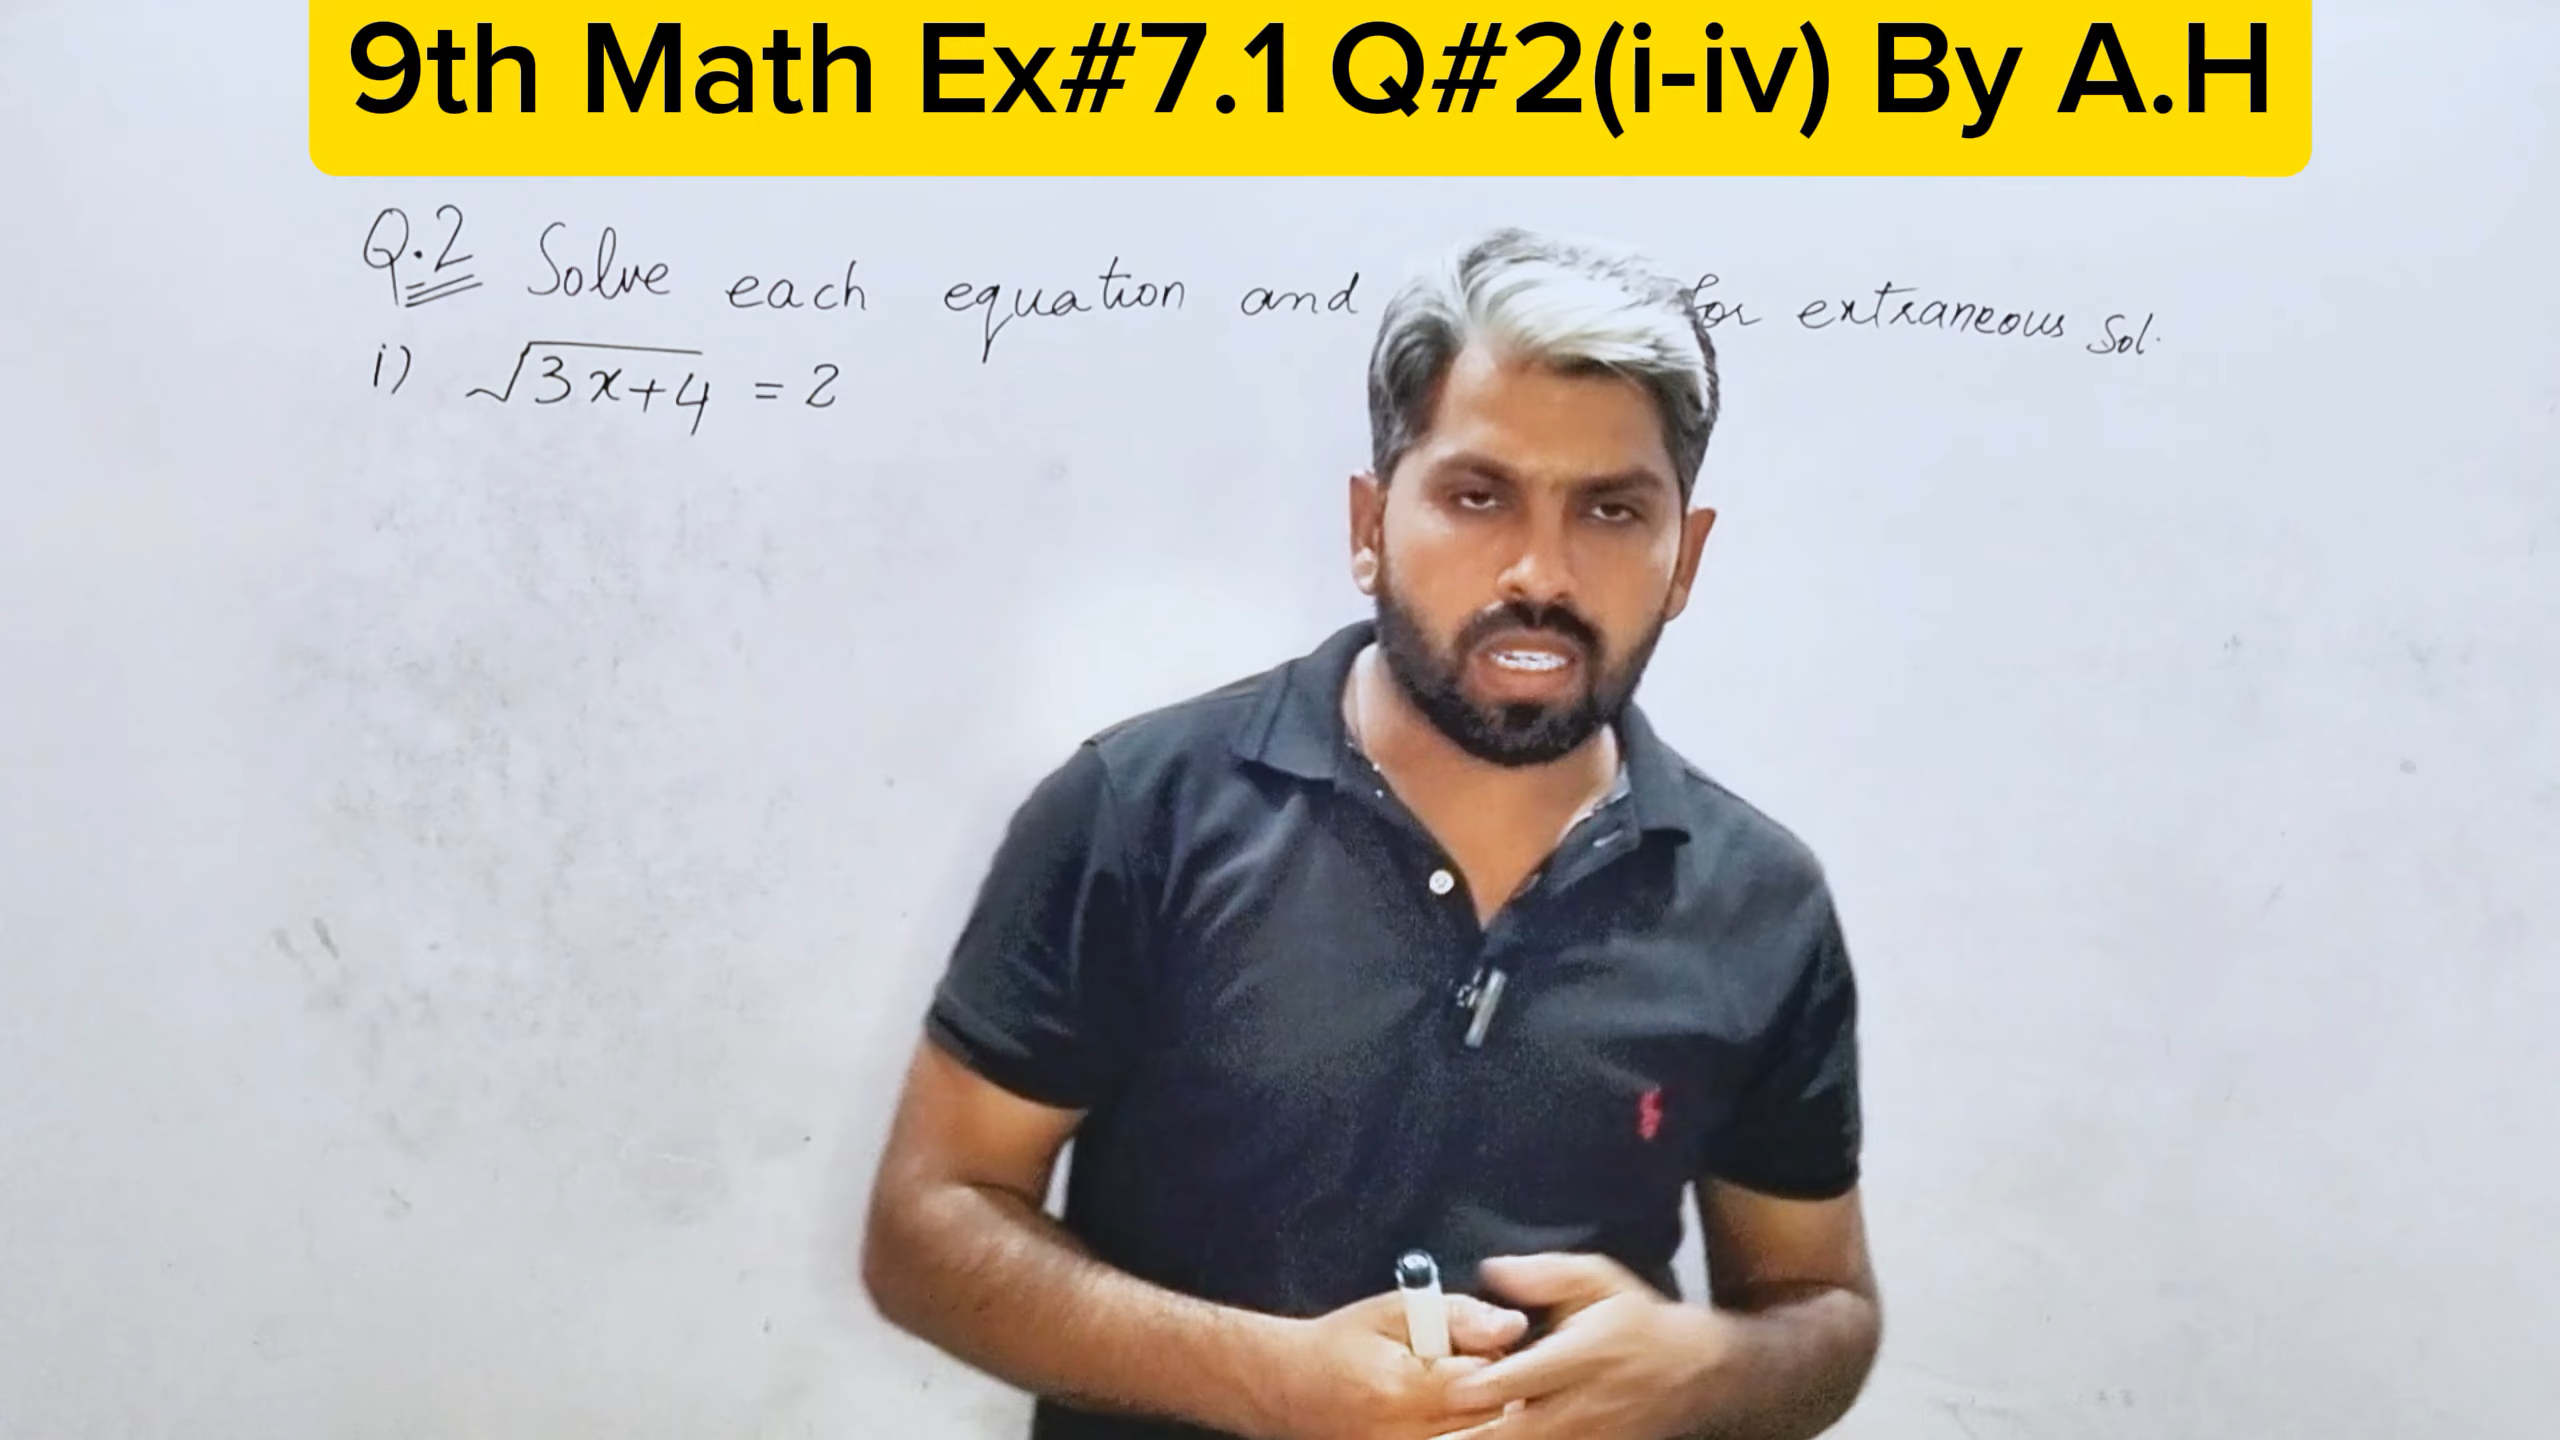 9th Math Ex#7.1 Q#2(i-iv) By A.H
Q.2 Solve each equation and for extraneous Sol.
i) √3x+4 = 2